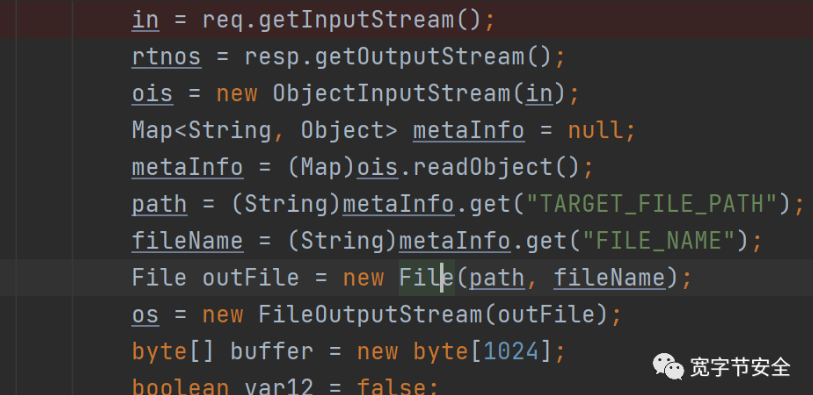 in = req.getInputStream();
rtnos = resp.getOutputStream();
ois = new ObjectInputStream(in);
Map<String, Object> metaInfo = null;
metaInfo = (Map)ois.readObject();
path = (String)metaInfo.get("TARGET_FILE_PATH");
fileName = (String)metaInfo.get("FILE_NAME");
File outFile = new File(path, fileName);
os = new FileOutputStream(outFile);
byte[] buffer = new byte[1024];
boolean var12 = false;
宽字节安全